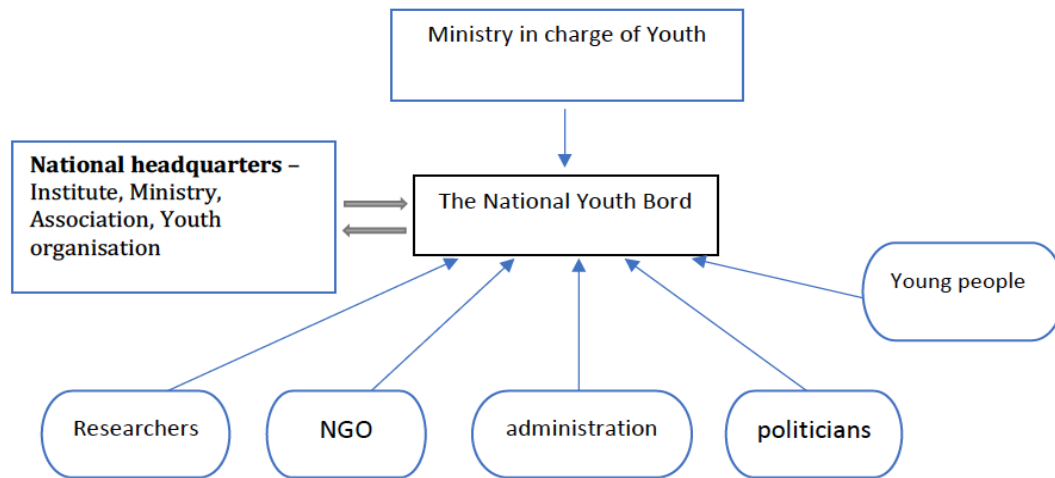 Ministry in charge of Youth
National headquarters –
Institute, Ministry,
Association, Youth
organisation
The National Youth Bord
Young people
Researchers
NGO
administration
politicians